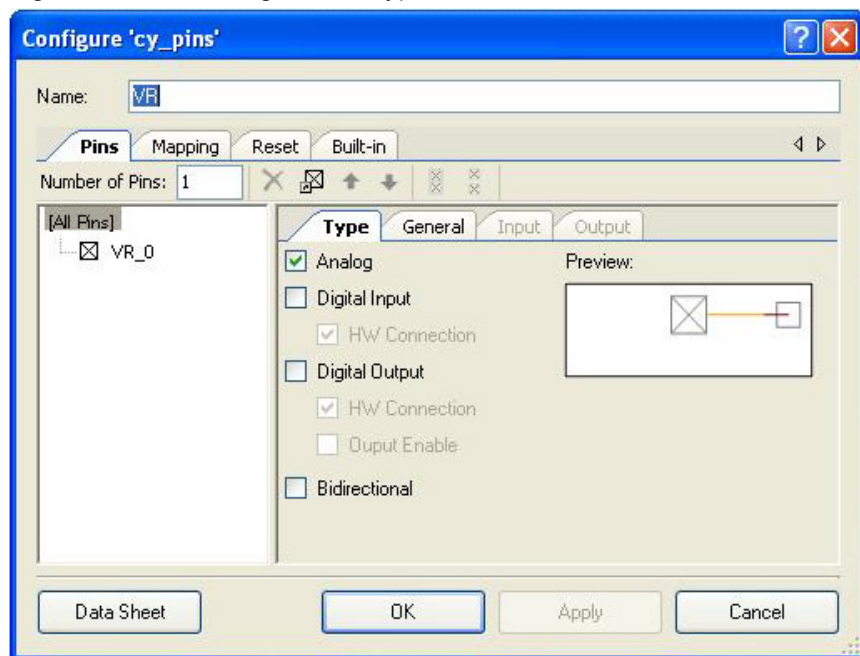 Configure 'cy_pins'
Name: VR
Pins Mapping Reset Built-in
Number of Pins: 1
[All Pins]
VR_0
Type General Input Output
Analog
Preview:
Digital Input
HW Connection
Digital Output
HW Connection
Ouput Enable
Bidirectional
Data Sheet OK Apply Cancel